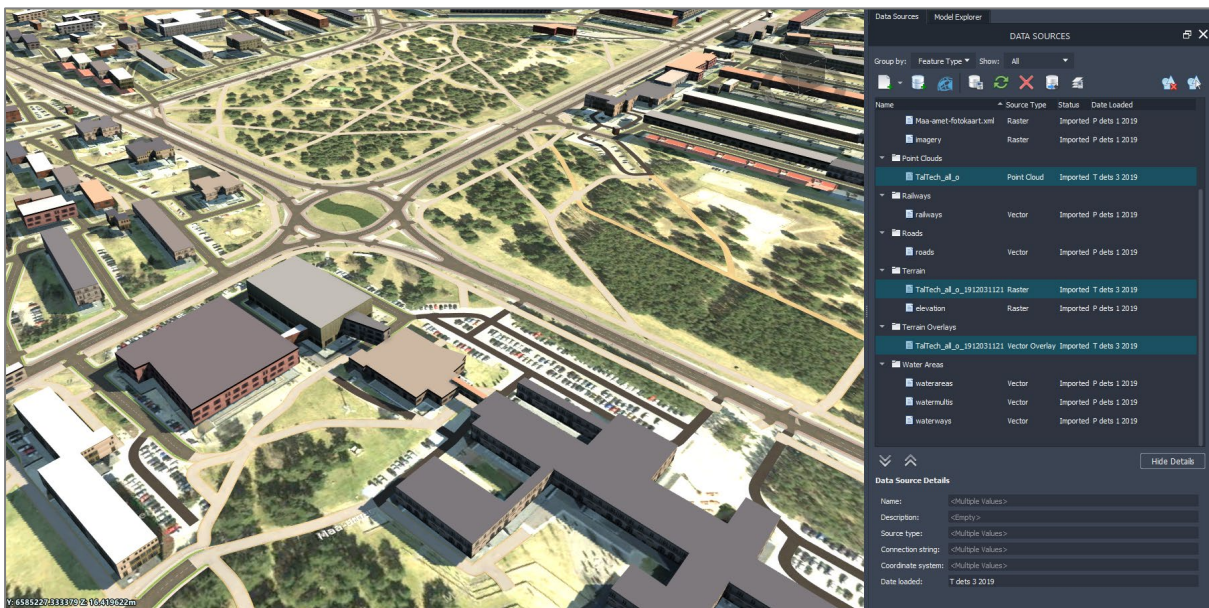 Data Sources Model Explorer
DATA SOURCES
Group by: Feature Type Show: All
Name Source Type Status Date Loaded
Maa-amet-fotokaart.xml Raster Imported P dets 1 2019
imagery Raster Imported P dets 1 2019
Point Clouds
TalTech_all_o Point Cloud Imported T dets 3 2019
Railways
railways Vector Imported P dets 1 2019
Roads
roads Vector Imported P dets 1 2019
Terrain
TalTech_all_o_1912031121 Raster Imported T dets 3 2019
elevation Raster Imported P dets 1 2019
Terrain Overlays
TalTech_all_o_1912031121 Vector Overlay Imported T dets 3 2019
Water Areas
waterareas Vector Imported P dets 1 2019
watermultis Vector Imported P dets 1 2019
waterways Vector Imported P dets 1 2019
Hide Details
Data Source Details
Name: <Multiple Values>
Description: <Empty>
Source type: <Multiple Values>
Connection string: <Multiple Values>
Coordinate system: <Multiple Values>
Date loaded: T dets 3 2019
Y: 6585227.333379 Z: 16.419622m